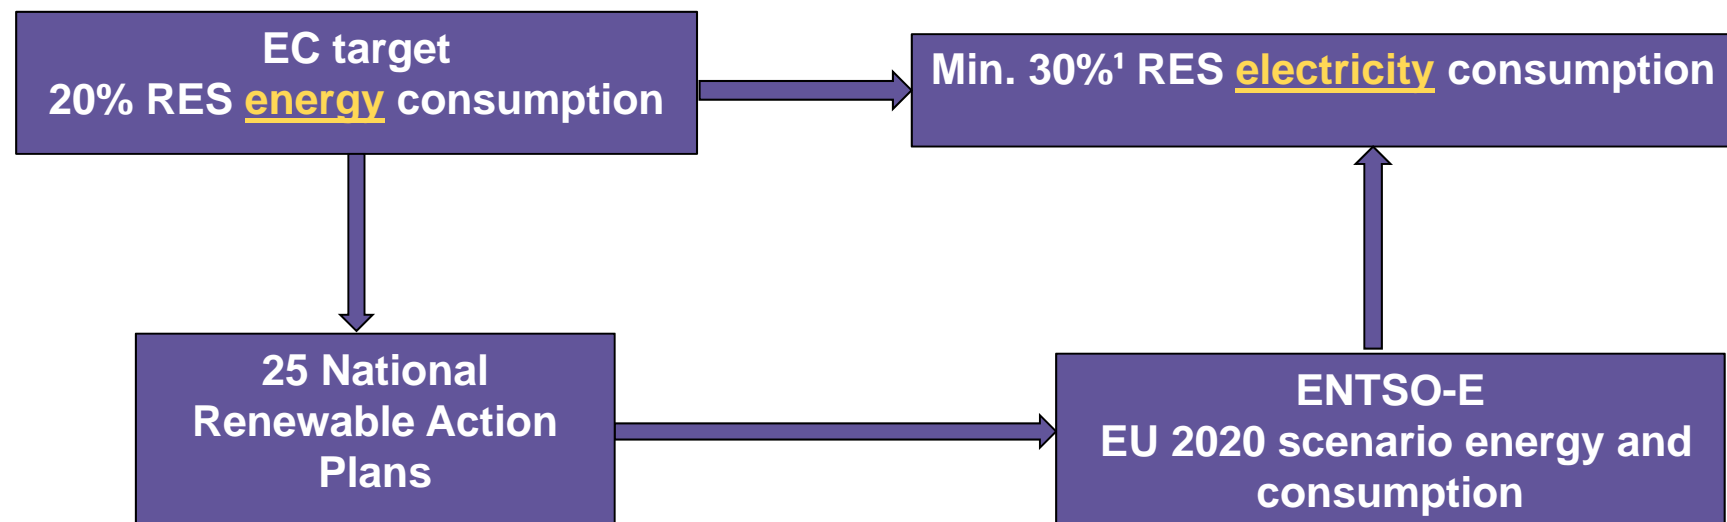 EC target
20% RES energy consumption
Min. 30%¹ RES electricity consumption
25 National
Renewable Action
Plans
ENTSO-E
EU 2020 scenario energy and
consumption